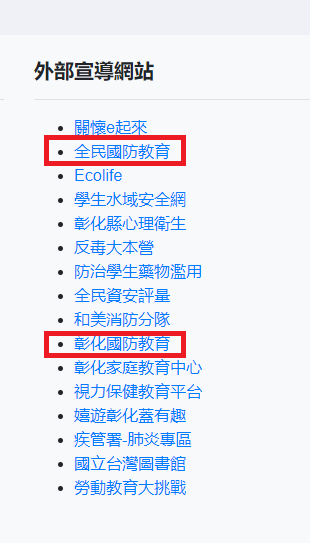 外部宣導網站
關懷e起來
全民國防教育
Ecolife
學生水域安全網
彰化縣心理衛生
反毒大本營
防治學生藥物濫用
全民資安評量
和美消防分隊
彰化國防教育
彰化家庭教育中心
視力保健教育平台
嬉遊彰化蓋有趣
疾管署-肺炎專區
國立台灣圖書館
勞動教育大挑戰